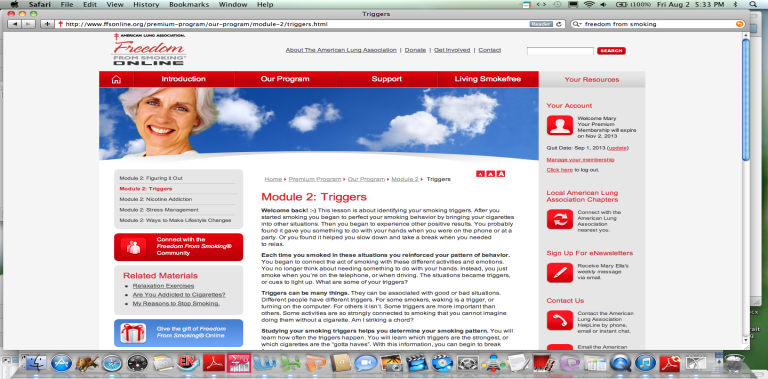 Safari File Edit View History Bookmarks Window Help
(100%) Fri Aug 2 5:33 PM
Triggers
http://www.ffsonline.org/premium-program/our-program/module-2/triggers.html
Reader
freedom from smoking
AMERICAN LUNG ASSOCIATION.
Freedom
FROM SMOKING®
ONLINE
About The American Lung Association | Donate | Get Involved | Contact
SEARCH
Introduction
Our Program
Support
Living Smokefree
Your Resources
Module 2: Figuring It Out
Module 2: Triggers
Module 2: Nicotine Addiction
Module 2: Stress Management
Module 2: Ways to Make Lifestyle Changes
Connect with the
Freedom From Smoking®
Community
Related Materials
Relaxation Exercises
Are You Addicted to Cigarettes?
My Reasons to Stop Smoking.
Give the gift of Freedom
From Smoking® Online
Home Premium Program Our Program Module 2 Triggers
A A A
Module 2: Triggers
Welcome back! :-) This lesson is about identifying your smoking triggers. After you
started smoking you began to perfect your smoking behavior by bringing your cigarettes
into other situations. Then you began to experience other positive results. You probably
found it gave you something to do with your hands when you were on the phone or at a
party. Or you found it helped you slow down and take a break when you needed
to relax.
Each time you smoked in these situations you reinforced your pattern of behavior.
You began to connect the act of smoking with these different activities and emotions.
You no longer think about needing something to do with your hands. Instead, you just
smoke when you're on the telephone, or when driving. The situations became triggers,
or cues to light up. What are some of your triggers?
Triggers can be many things. They can be associated with good or bad situations.
Different people have different triggers. For some smokers, waking is a trigger, or
turning on the computer. For others it isn't. Some triggers are more important than
others. Some activities are so strongly connected to smoking that you cannot imagine
doing them without a cigarette. Am I striking a chord?
Studying your smoking triggers helps you determine your smoking pattern. You will
learn how often the triggers happen. You will learn which triggers are the strongest, or
which cigarettes are the "gotta haves". With this information, you can begin to break
Your Account
Welcome Mary
Your Premium
Membership will expire
on Nov 2, 2013
Quit Date: Sep 1, 2013 (update)
Manage your membership
Click here to log out.
Local American Lung
Association Chapters
Connect with the
American Lung
Association
nearest you.
Sign Up For eNewsletters
Receive Mary Ella's
weekly message
via email.
Contact Us
Contact the American
Lung Association
HelpLine by phone,
email or instant chat.
Email the American